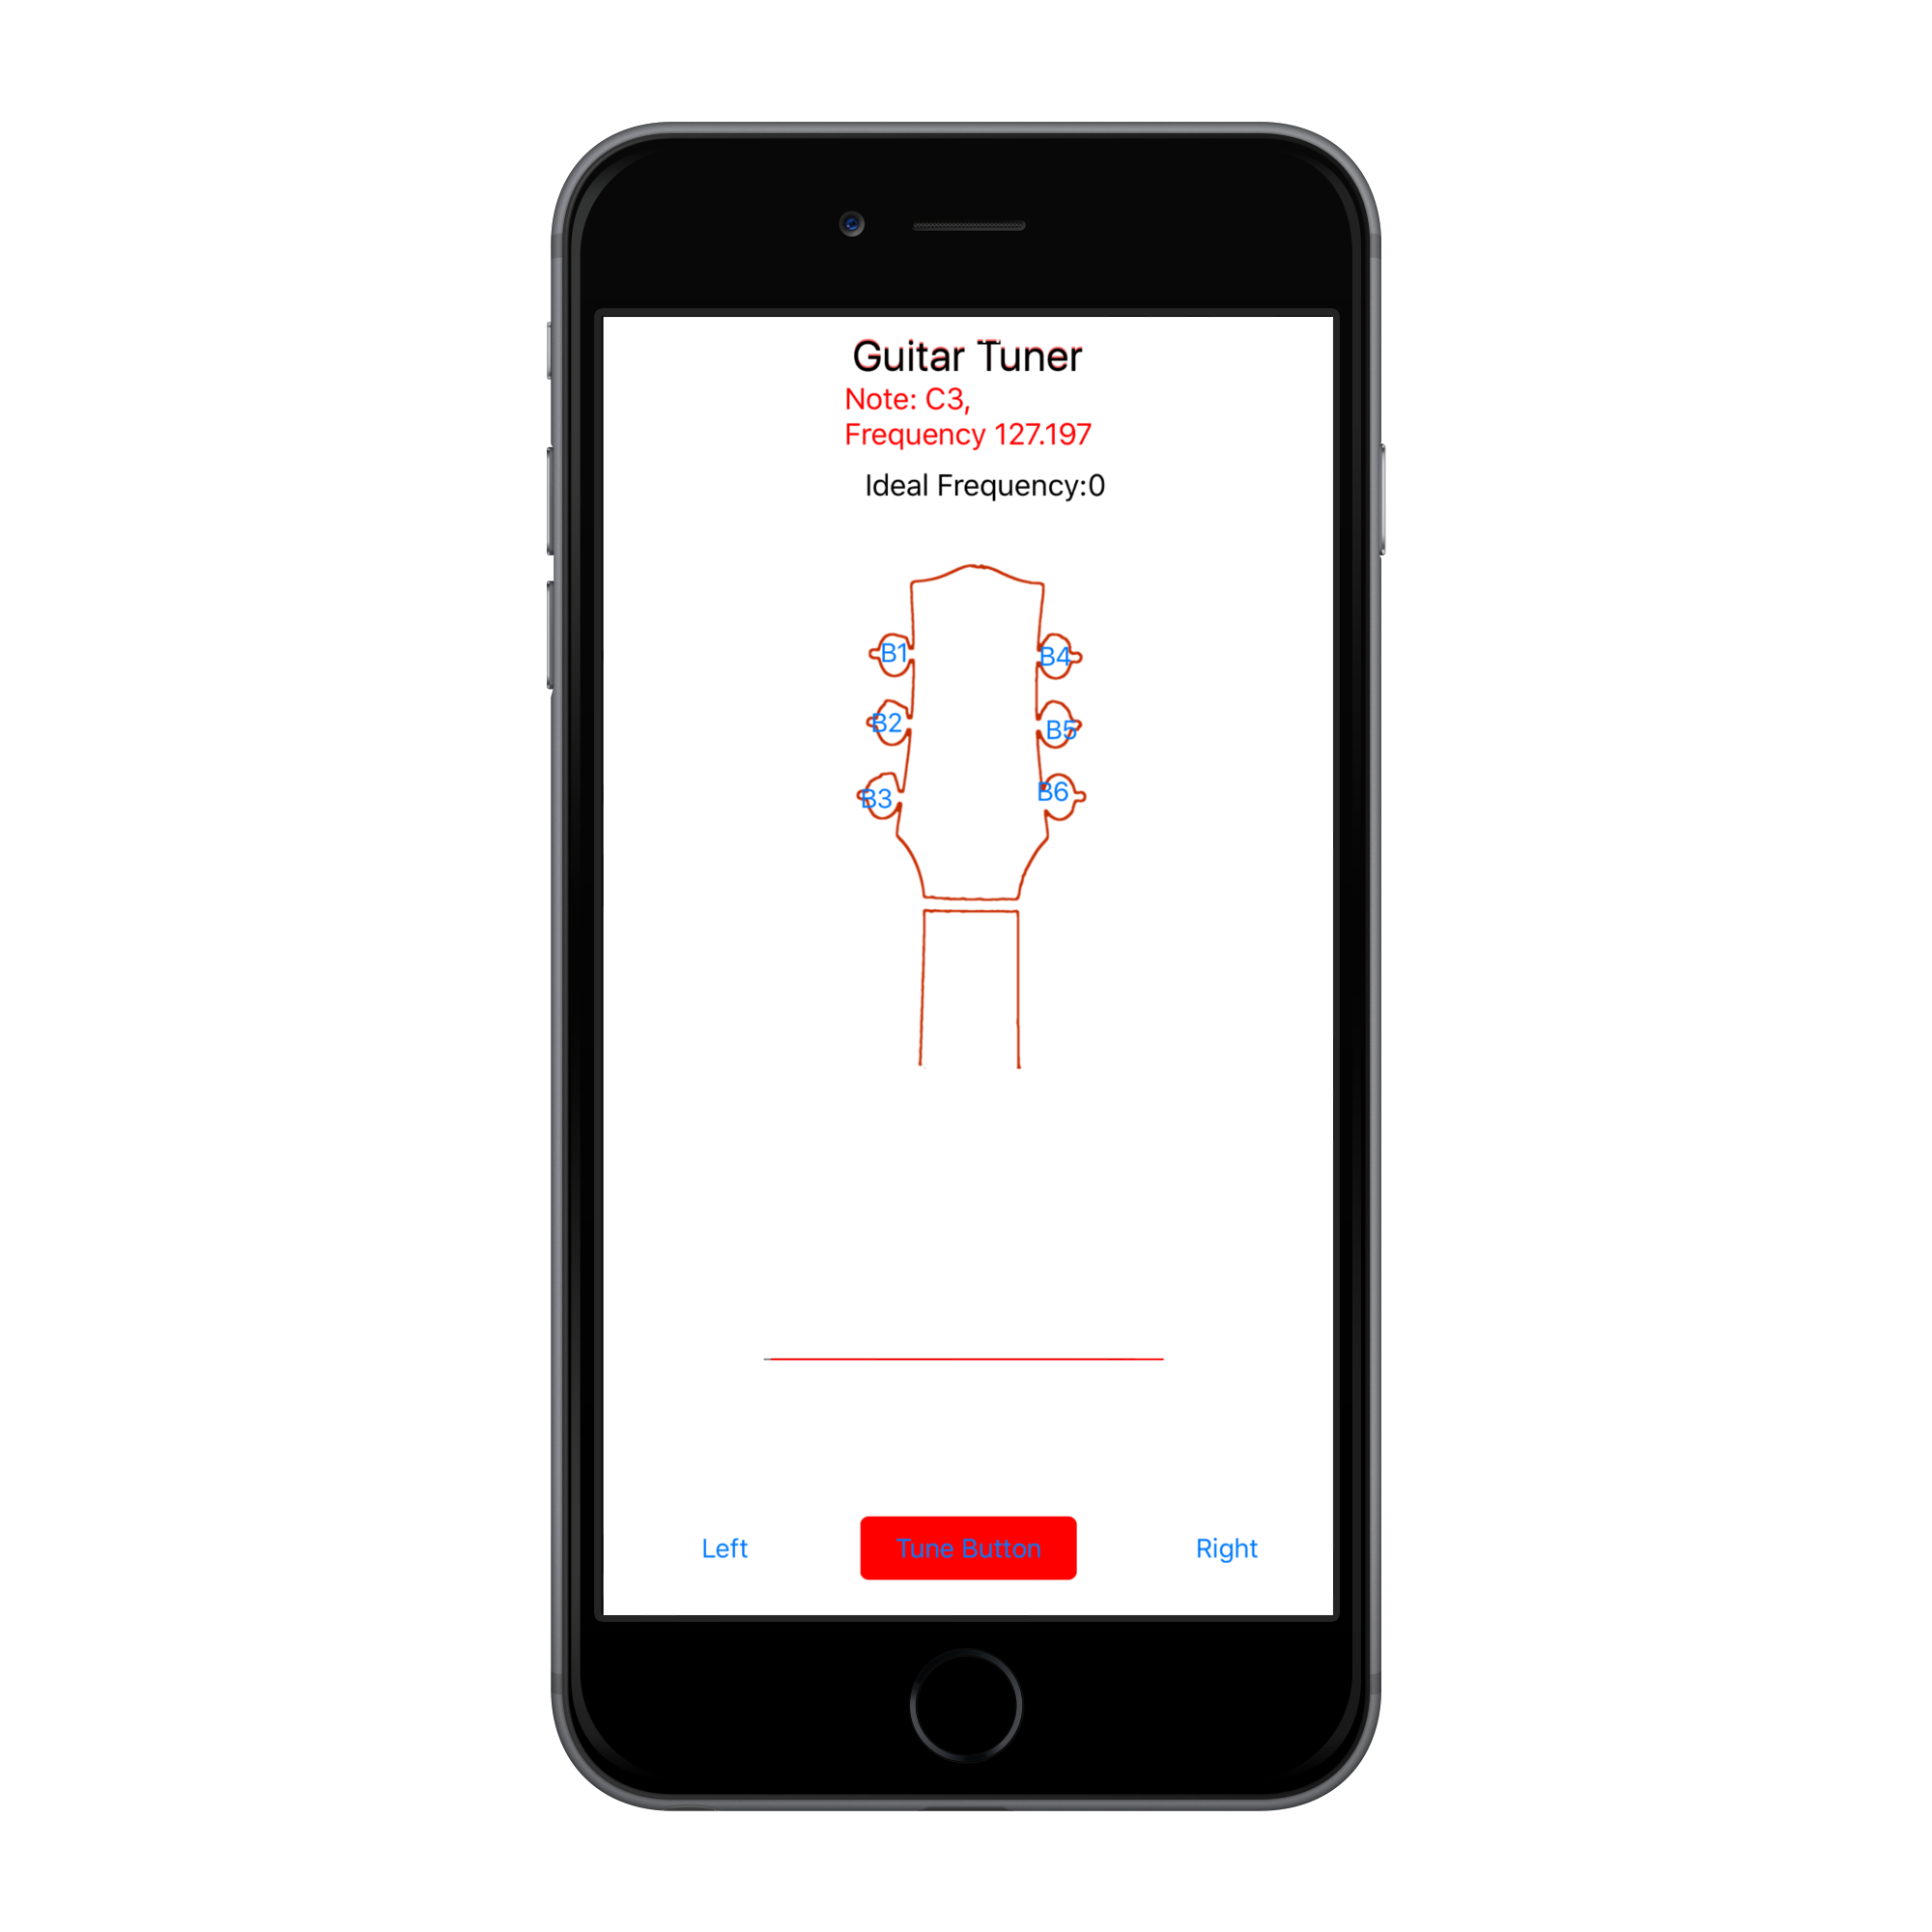 Guitar Tuner
Note: C3,
Frequency 127.197
Ideal Frequency:0
B1
B4
B2
B5
B3
B6
Left
Tune Button
Right